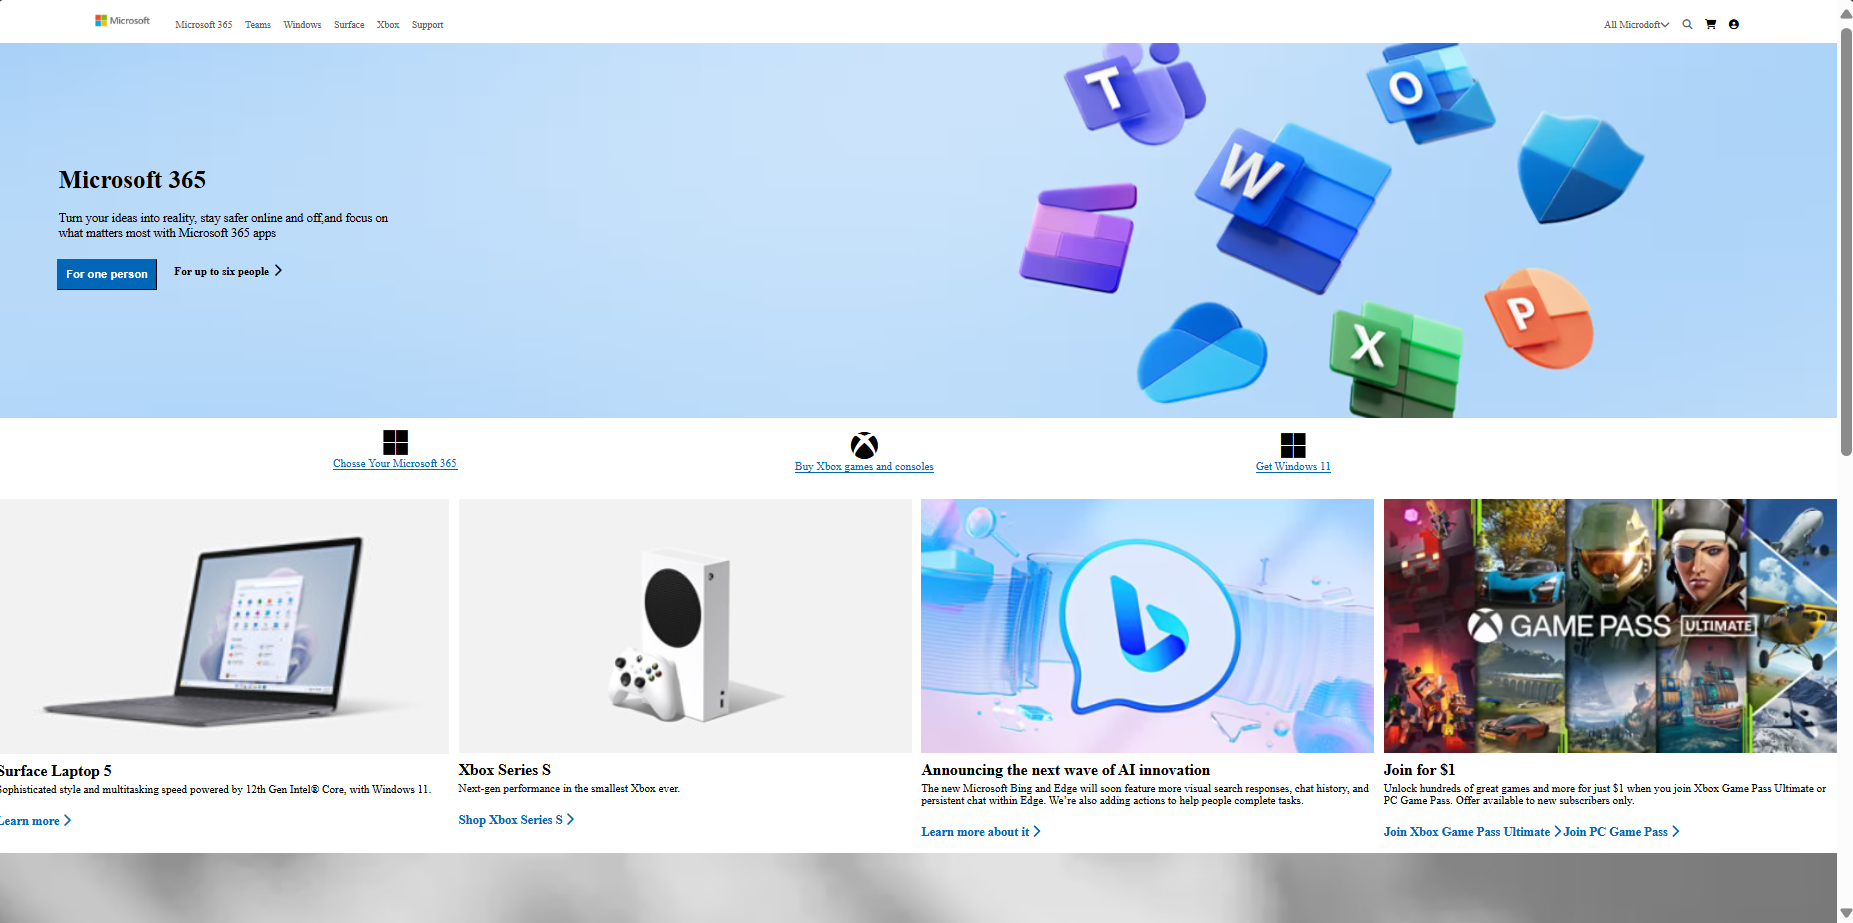 Microsoft Microsoft 365 Teams Windows Surface Xbox Support All Microdoft
T
O
W
X
P
Microsoft 365
Turn your ideas into reality, stay safer online and off,and focus on
what matters most with Microsoft 365 apps
For one person For up to six people
Chosse Your Microsoft 365
Buy Xbox games and consoles
Get Windows 11
GAME PASS ULTIMATE
Surface Laptop 5
Sophisticated style and multitasking speed powered by 12th Gen Intel® Core, with Windows 11.
Learn more
Xbox Series S
Next-gen performance in the smallest Xbox ever.
Shop Xbox Series S
Announcing the next wave of AI innovation
The new Microsoft Bing and Edge will soon feature more visual search responses, chat history, and
persistent chat within Edge. We're also adding actions to help people complete tasks.
Learn more about it
Join for $1
Unlock hundreds of great games and more for just $1 when you join Xbox Game Pass Ultimate or
PC Game Pass. Offer available to new subscribers only.
Join Xbox Game Pass Ultimate Join PC Game Pass